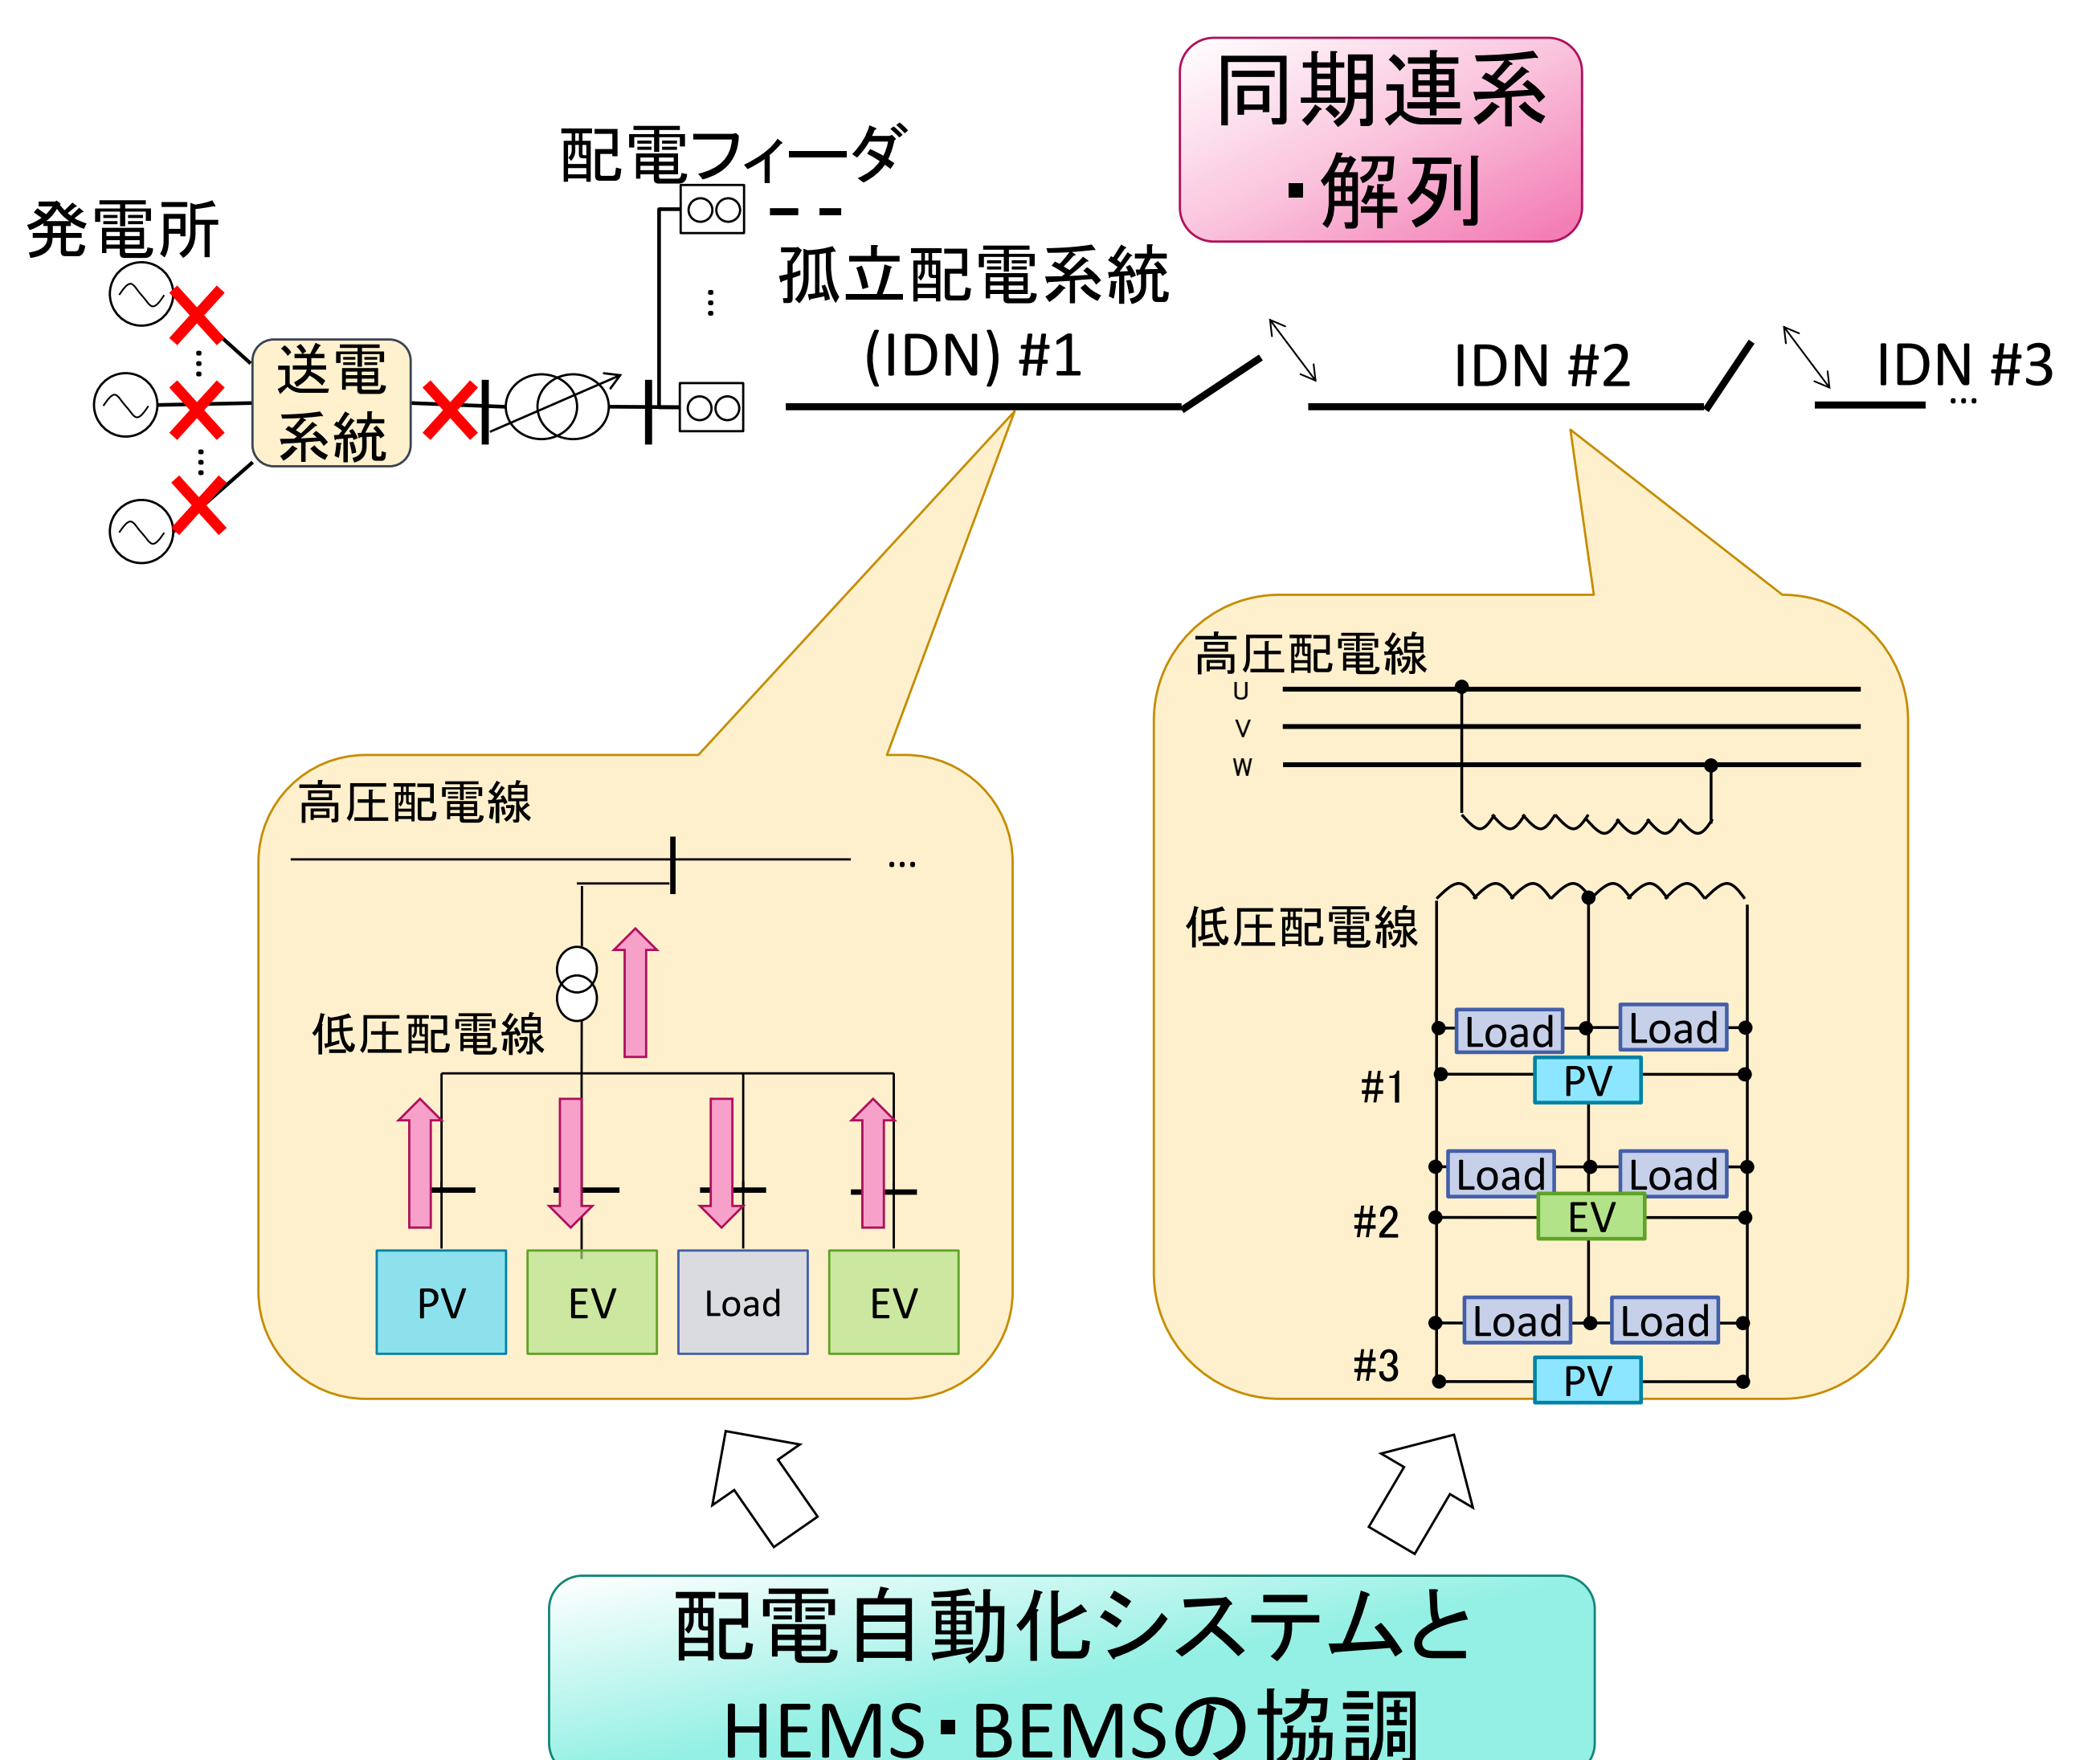 同期連系
・解列
配電フィーダ
発電所
孤立配電系統
(IDN) #1
IDN #2
IDN #3
送電
系統
高圧配電線
U
V
W
低圧配電線
Load
Load
#1
PV
Load
Load
#2
EV
Load
Load
#3
PV
高圧配電線
低圧配電線
PV
EV
Load
EV
配電自動化システムと
HEMS・BEMSの協調